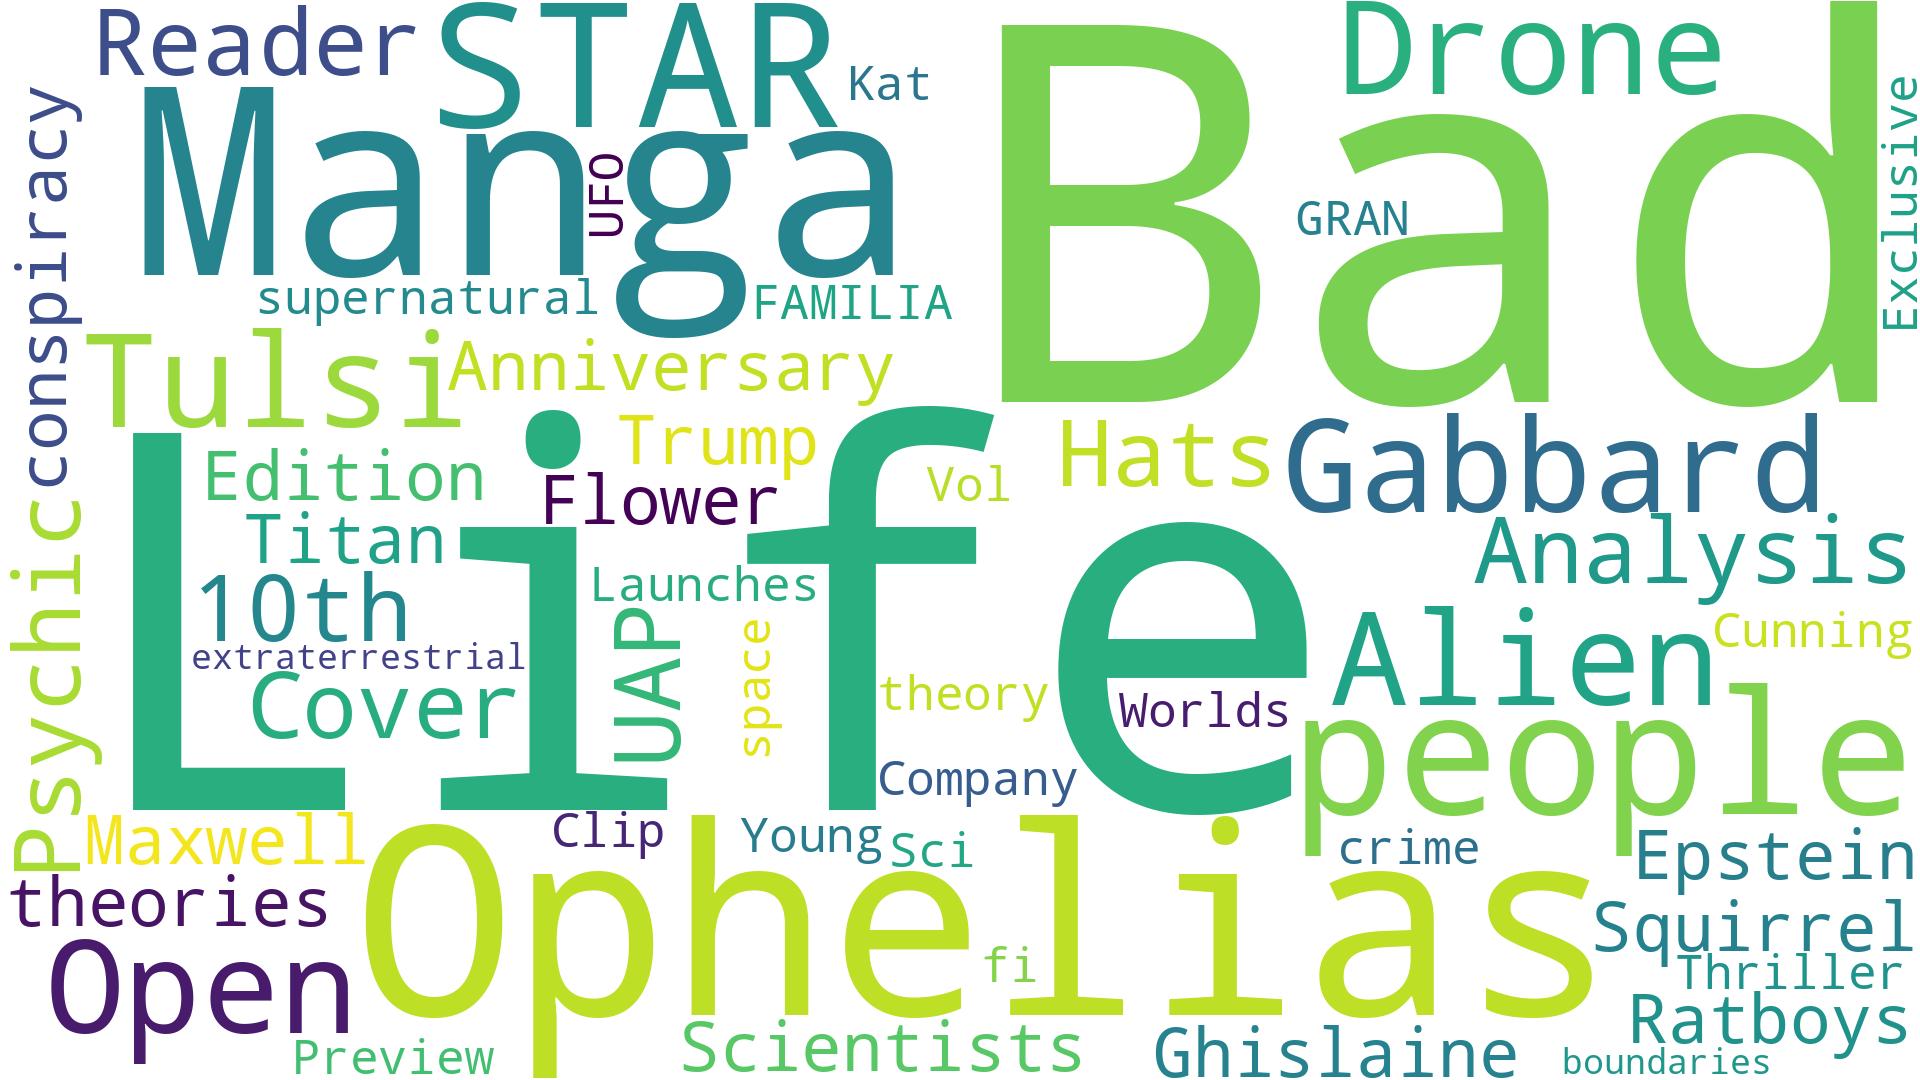 Reader
STAR
Kat
Drone
Bad
Manga
UFO
GRAN
Exclusive
conspiracy
supernatural
FAMILIA
Tulsi
Anniversary
Trump
Hats
Gabbard
Edition
Flower
Vol
Life
Titan
Analysis
Psychic
10th
Launches
UAP
space
Alien
Cunning
extraterrestrial
Cover
theory
Worlds
people
Company
Maxwell
Clip
Young
Sci
crime
Epstein
theories
Ophelias
Squirrel
Open
fi
Thriller
Ratboys
Preview
Scientists
Ghislaine
boundaries